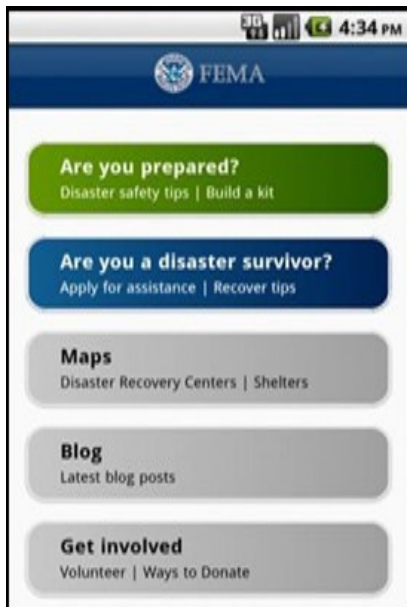 3G
4:34 PM
FEMA
Are you prepared?
Disaster safety tips | Build a kit
Are you a disaster survivor?
Apply for assistance | Recover tips
Maps
Disaster Recovery Centers | Shelters
Blog
Latest blog posts
Get involved
Volunteer | Ways to Donate